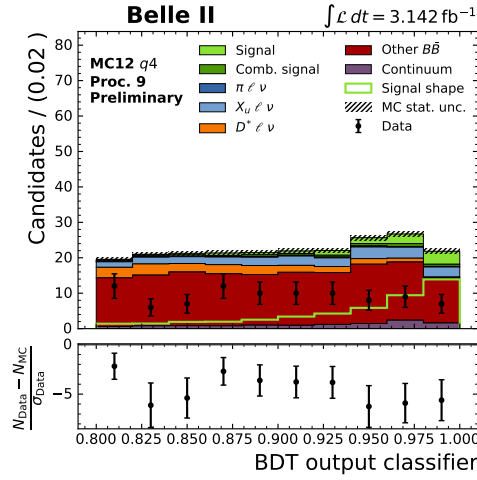 Belle II
∫ℒ dt = 3.142 fb⁻¹
MC12 q4
Proc. 9
Preliminary
Signal
Comb. signal
π ℓ ν
X_u ℓ ν
D* ℓ ν
Other BB̄
Continuum
Signal shape
MC stat. unc.
Data
Candidates / (0.02 )
80
70
60
50
40
30
20
10
0
(N_Data − N_MC) / σ_Data
0
−5
0.800 0.825 0.850 0.875 0.900 0.925 0.950 0.975 1.000
BDT output classifier